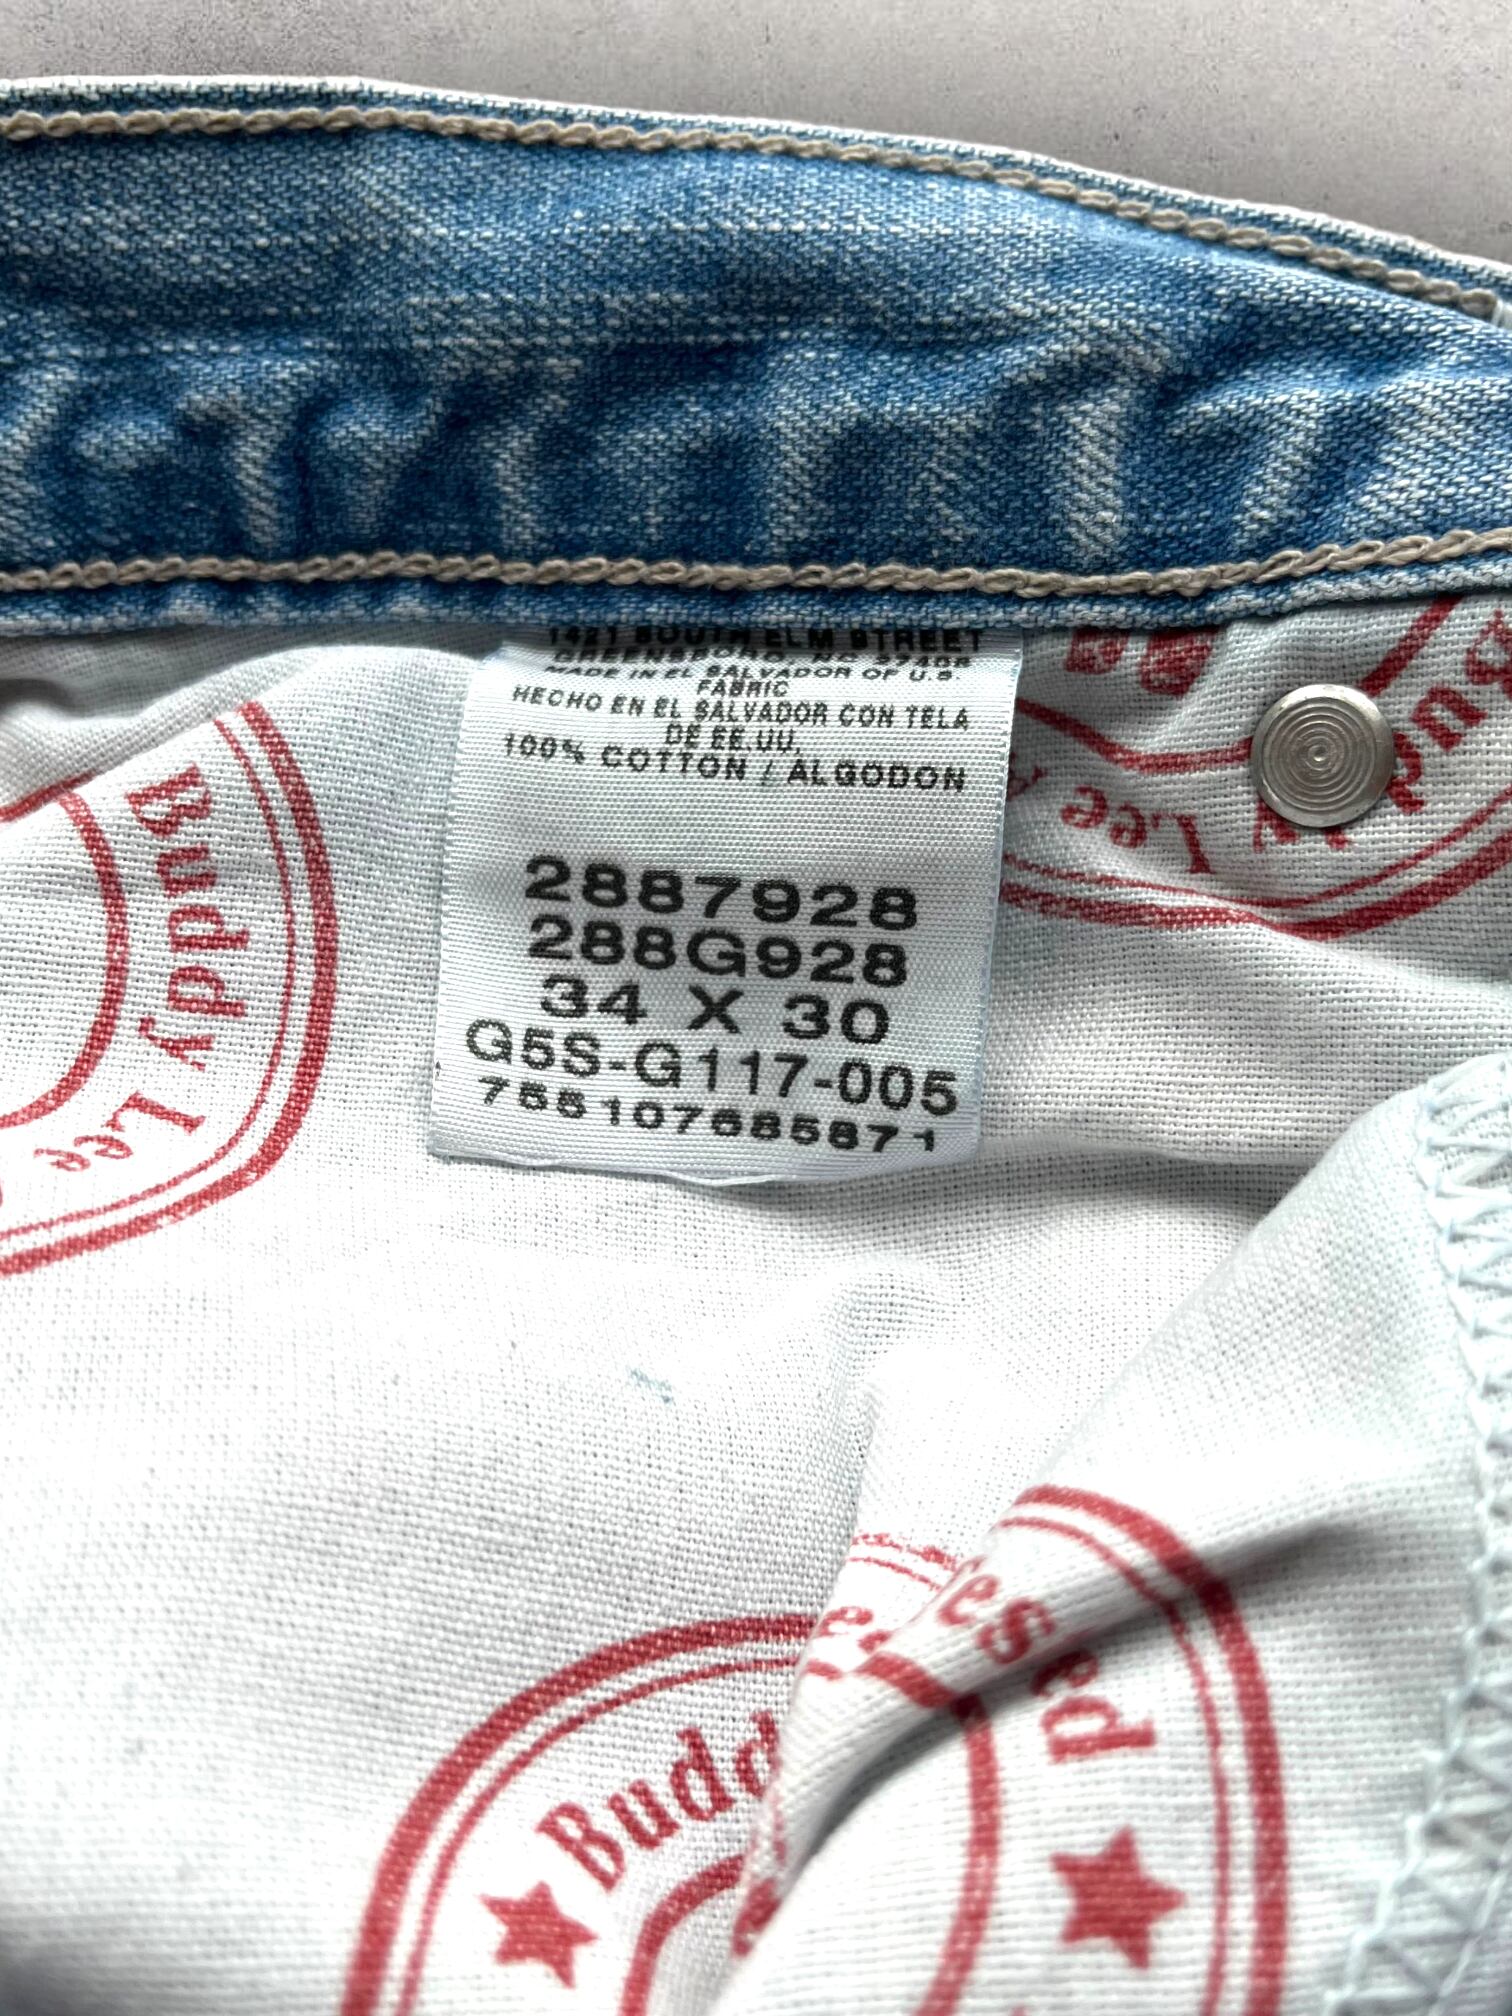 1421 SOUTH ELM STREET
GREENSBORO, NC 27406
MADE IN EL SALVADOR OF U.S.
FABRIC
HECHO EN EL SALVADOR CON TELA
DE EE.UU.
100% COTTON / ALGODON
2887928
288G928
34 X 30
G5S-G117-005
755107685871
Buddy Lee
Lee
Buddy
Budd